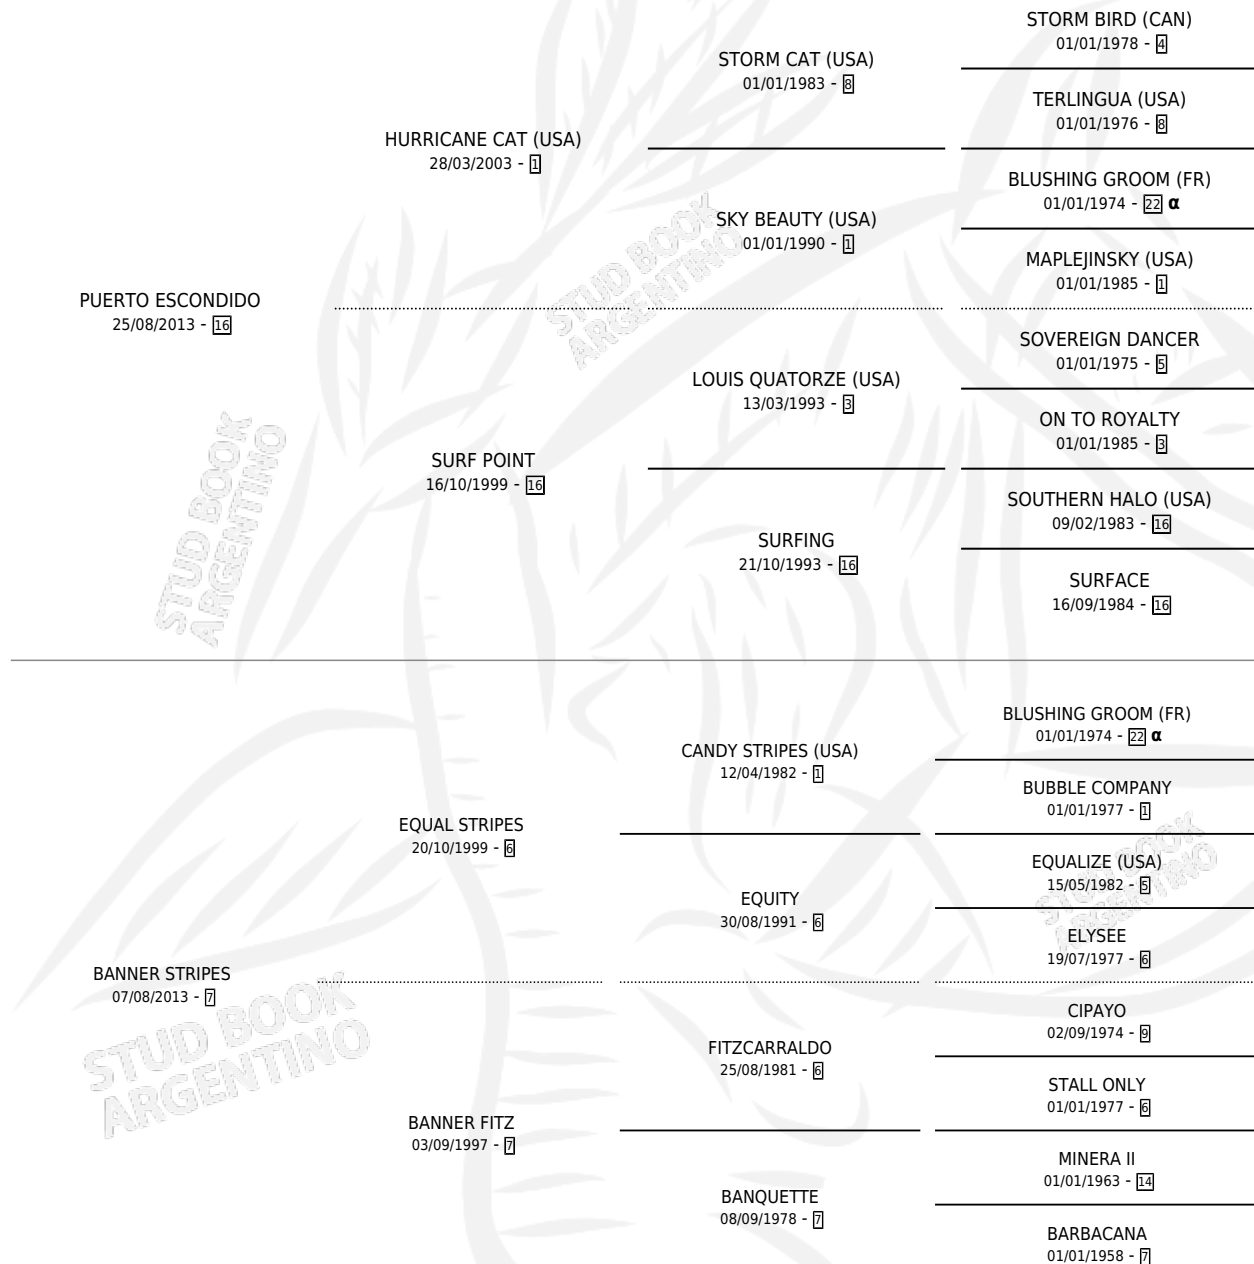 STORM BIRD (CAN)
01/01/1978 - 4
STORM CAT (USA)
01/01/1983 - 8
TERLINGUA (USA)
01/01/1976 - 8
HURRICANE CAT (USA)
28/03/2003 - 1
BLUSHING GROOM (FR)
01/01/1974 - 22 α
SKY BEAUTY (USA)
01/01/1990 - 1
MAPLEJINSKY (USA)
01/01/1985 - 1
PUERTO ESCONDIDO
25/08/2013 - 16
SOVEREIGN DANCER
01/01/1975 - 5
LOUIS QUATORZE (USA)
13/03/1993 - 3
ON TO ROYALTY
01/01/1985 - 3
SURF POINT
16/10/1999 - 16
SOUTHERN HALO (USA)
09/02/1983 - 16
SURFING
21/10/1993 - 16
SURFACE
16/09/1984 - 16
BLUSHING GROOM (FR)
01/01/1974 - 22 α
CANDY STRIPES (USA)
12/04/1982 - 1
BUBBLE COMPANY
01/01/1977 - 1
EQUAL STRIPES
20/10/1999 - 6
EQUALIZE (USA)
15/05/1982 - 5
EQUITY
30/08/1991 - 6
ELYSEE
19/07/1977 - 6
BANNER STRIPES
07/08/2013 - 7
CIPAYO
02/09/1974 - 9
FITZCARRALDO
25/08/1981 - 6
STALL ONLY
01/01/1977 - 6
BANNER FITZ
03/09/1997 - 7
MINERA II
01/01/1963 - 14
BANQUETTE
08/09/1978 - 7
BARBACANA
01/01/1958 - 7
STUD BOOK
ARGENTINO
STUD BOOK
ARGENTINO
STUD BOOK
ARGENTINO
STUD BOOK
ARGENTINO